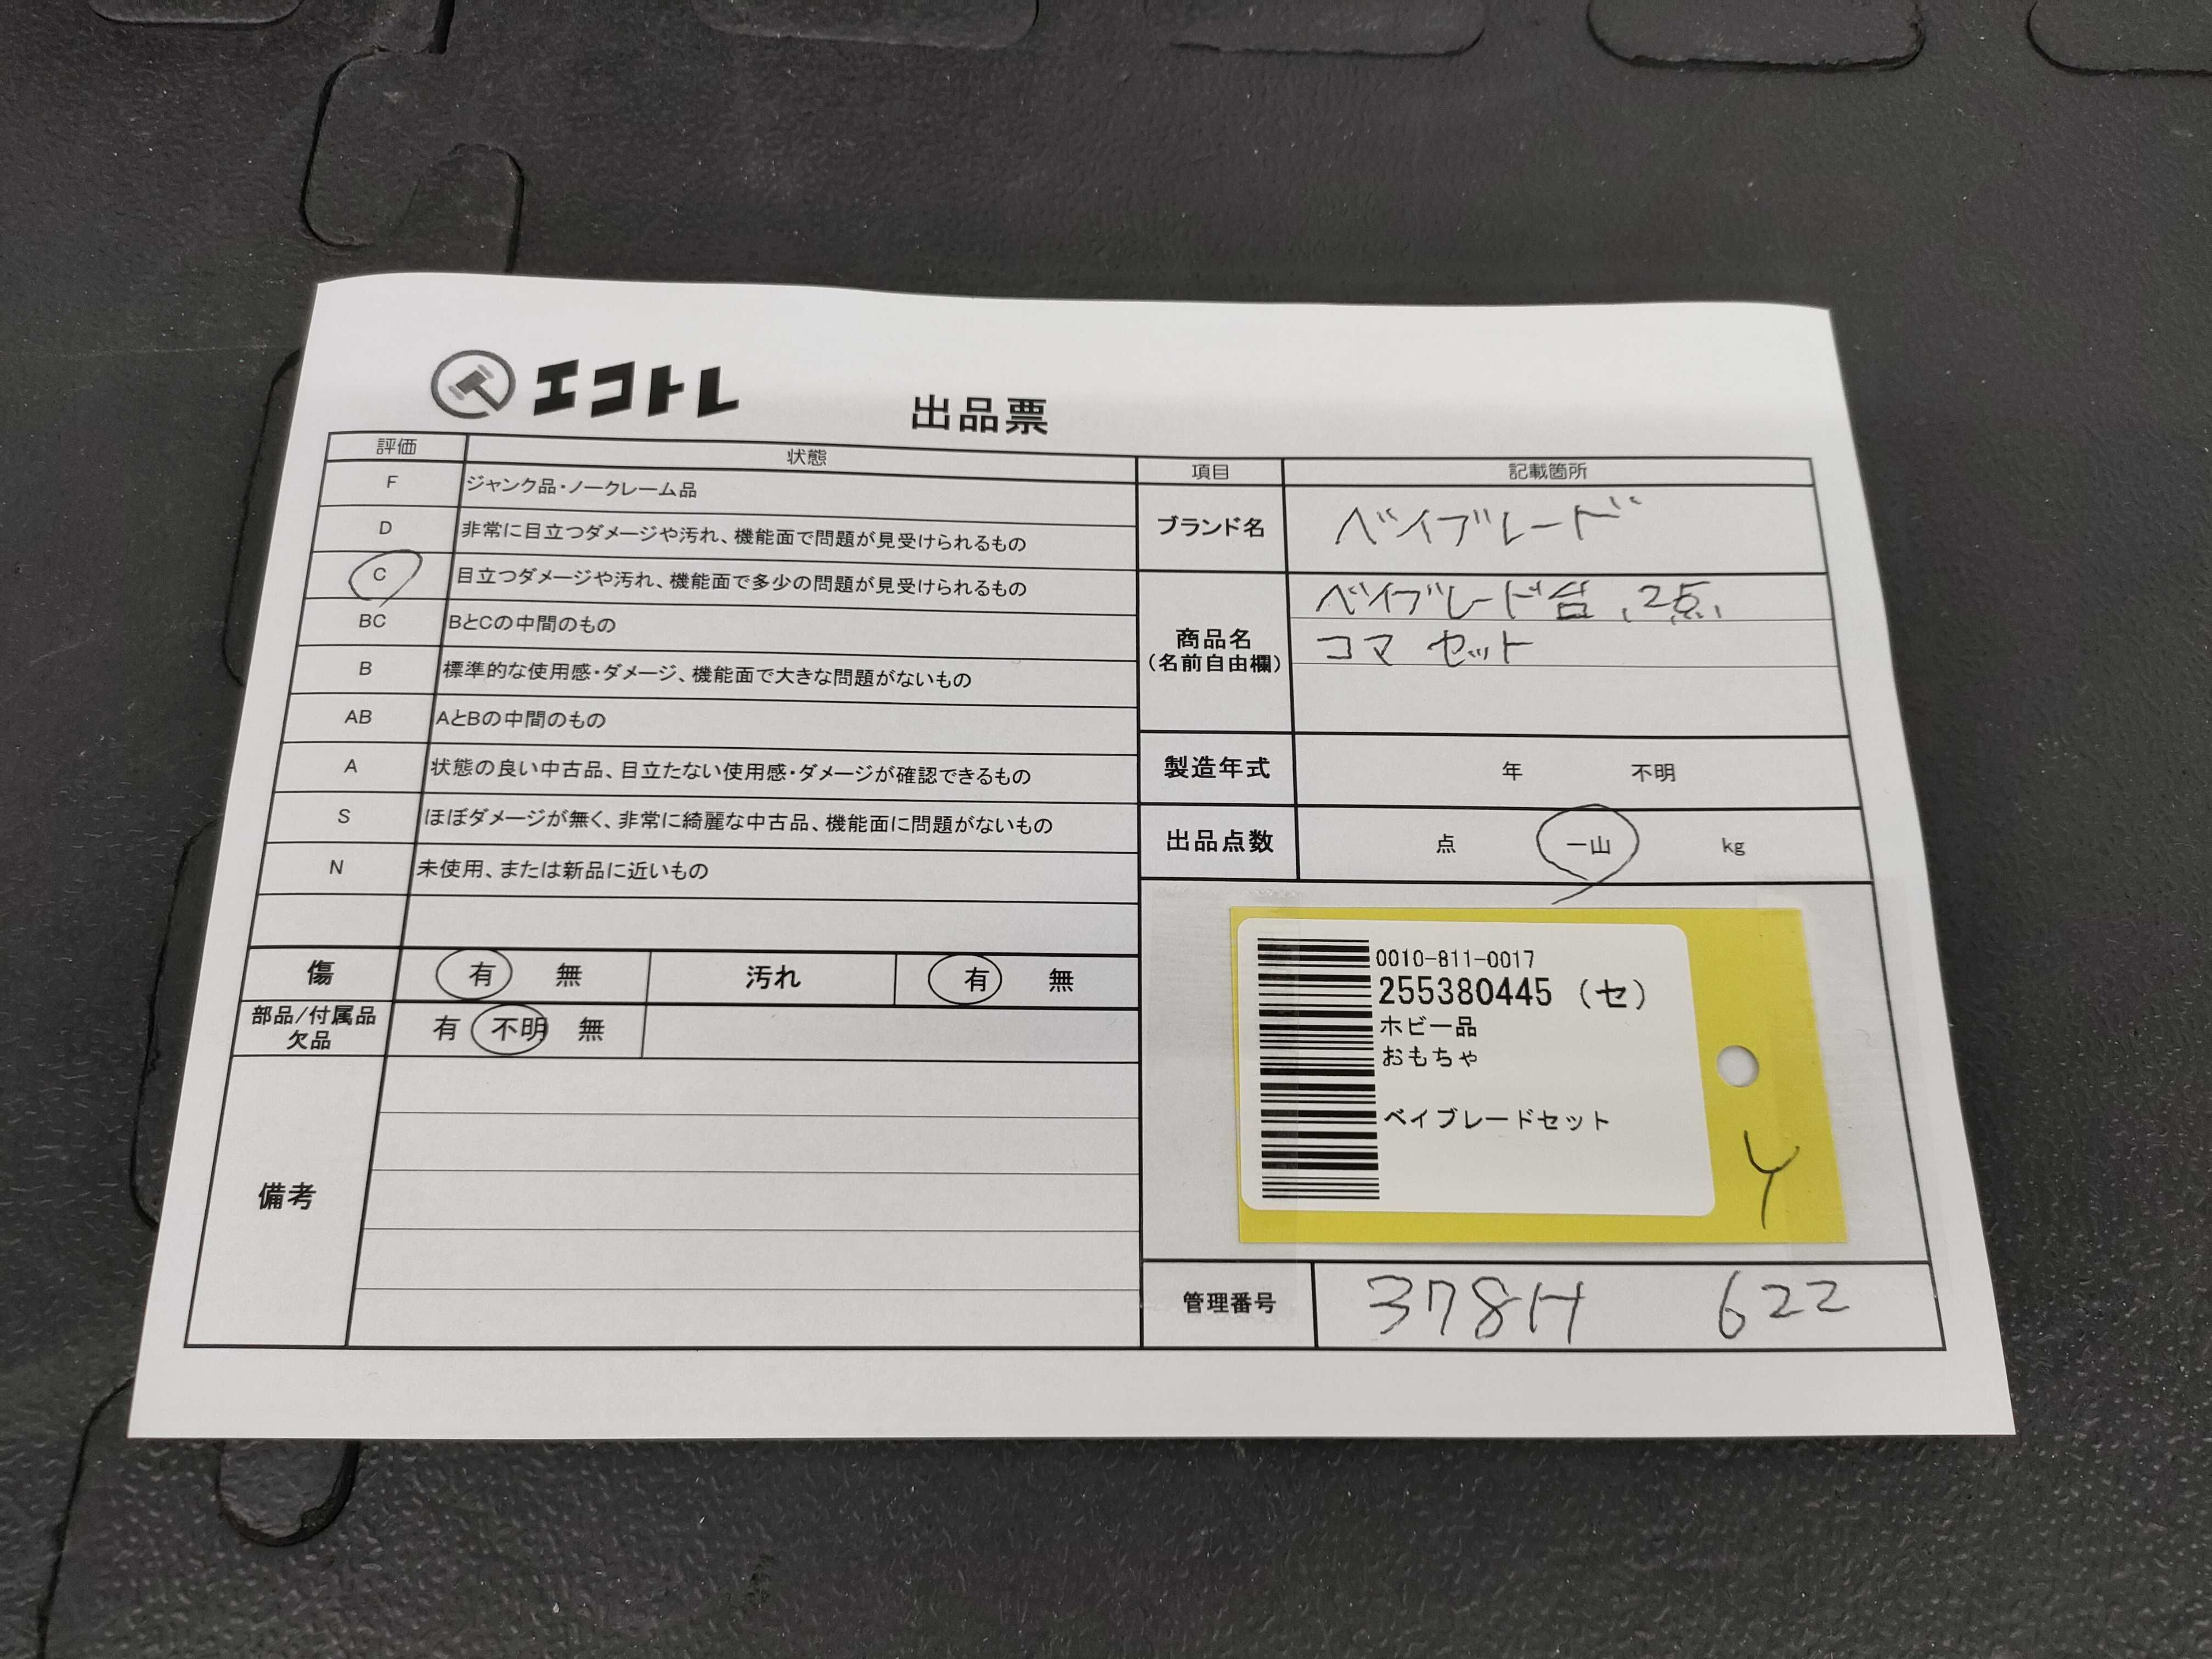 エコトレ
出品票
評価 状態
F ジャンク品・ノークレーム品
D 非常に目立つダメージや汚れ、機能面で問題が見受けられるもの
C 目立つダメージや汚れ、機能面で多少の問題が見受けられるもの
BC BとCの中間のもの
B 標準的な使用感・ダメージ、機能面で大きな問題がないもの
AB AとBの中間のもの
A 状態の良い中古品、目立たない使用感・ダメージが確認できるもの
S ほぼダメージが無く、非常に綺麗な中古品、機能面に問題がないもの
N 未使用、または新品に近いもの
傷 有 無 汚れ 有 無
部品/付属品
欠品
有 不明 無
備考
項目 記載箇所
ブランド名 ベイブレード
商品名
(名前自由欄)
ベイブレード台、2点、
コマ セット
製造年式 年 不明
出品点数 点 一山 kg
0010-811-0017
255380445 (セ)
ホビー品
おもちゃ
ベイブレードセット
Y
管理番号 378H 622